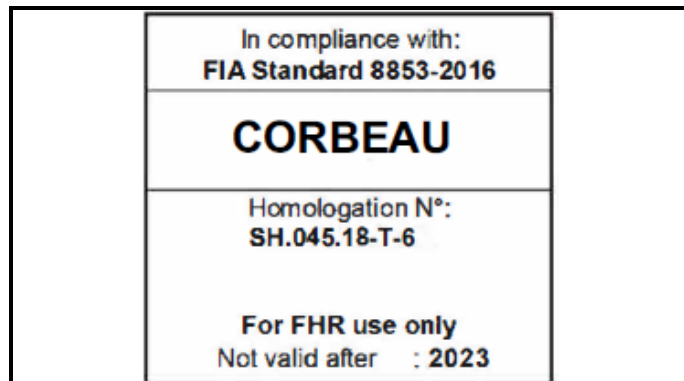 In compliance with:
FIA Standard 8853-2016
CORBEAU
Homologation N°:
SH.045.18-T-6
For FHR use only
Not valid after : 2023